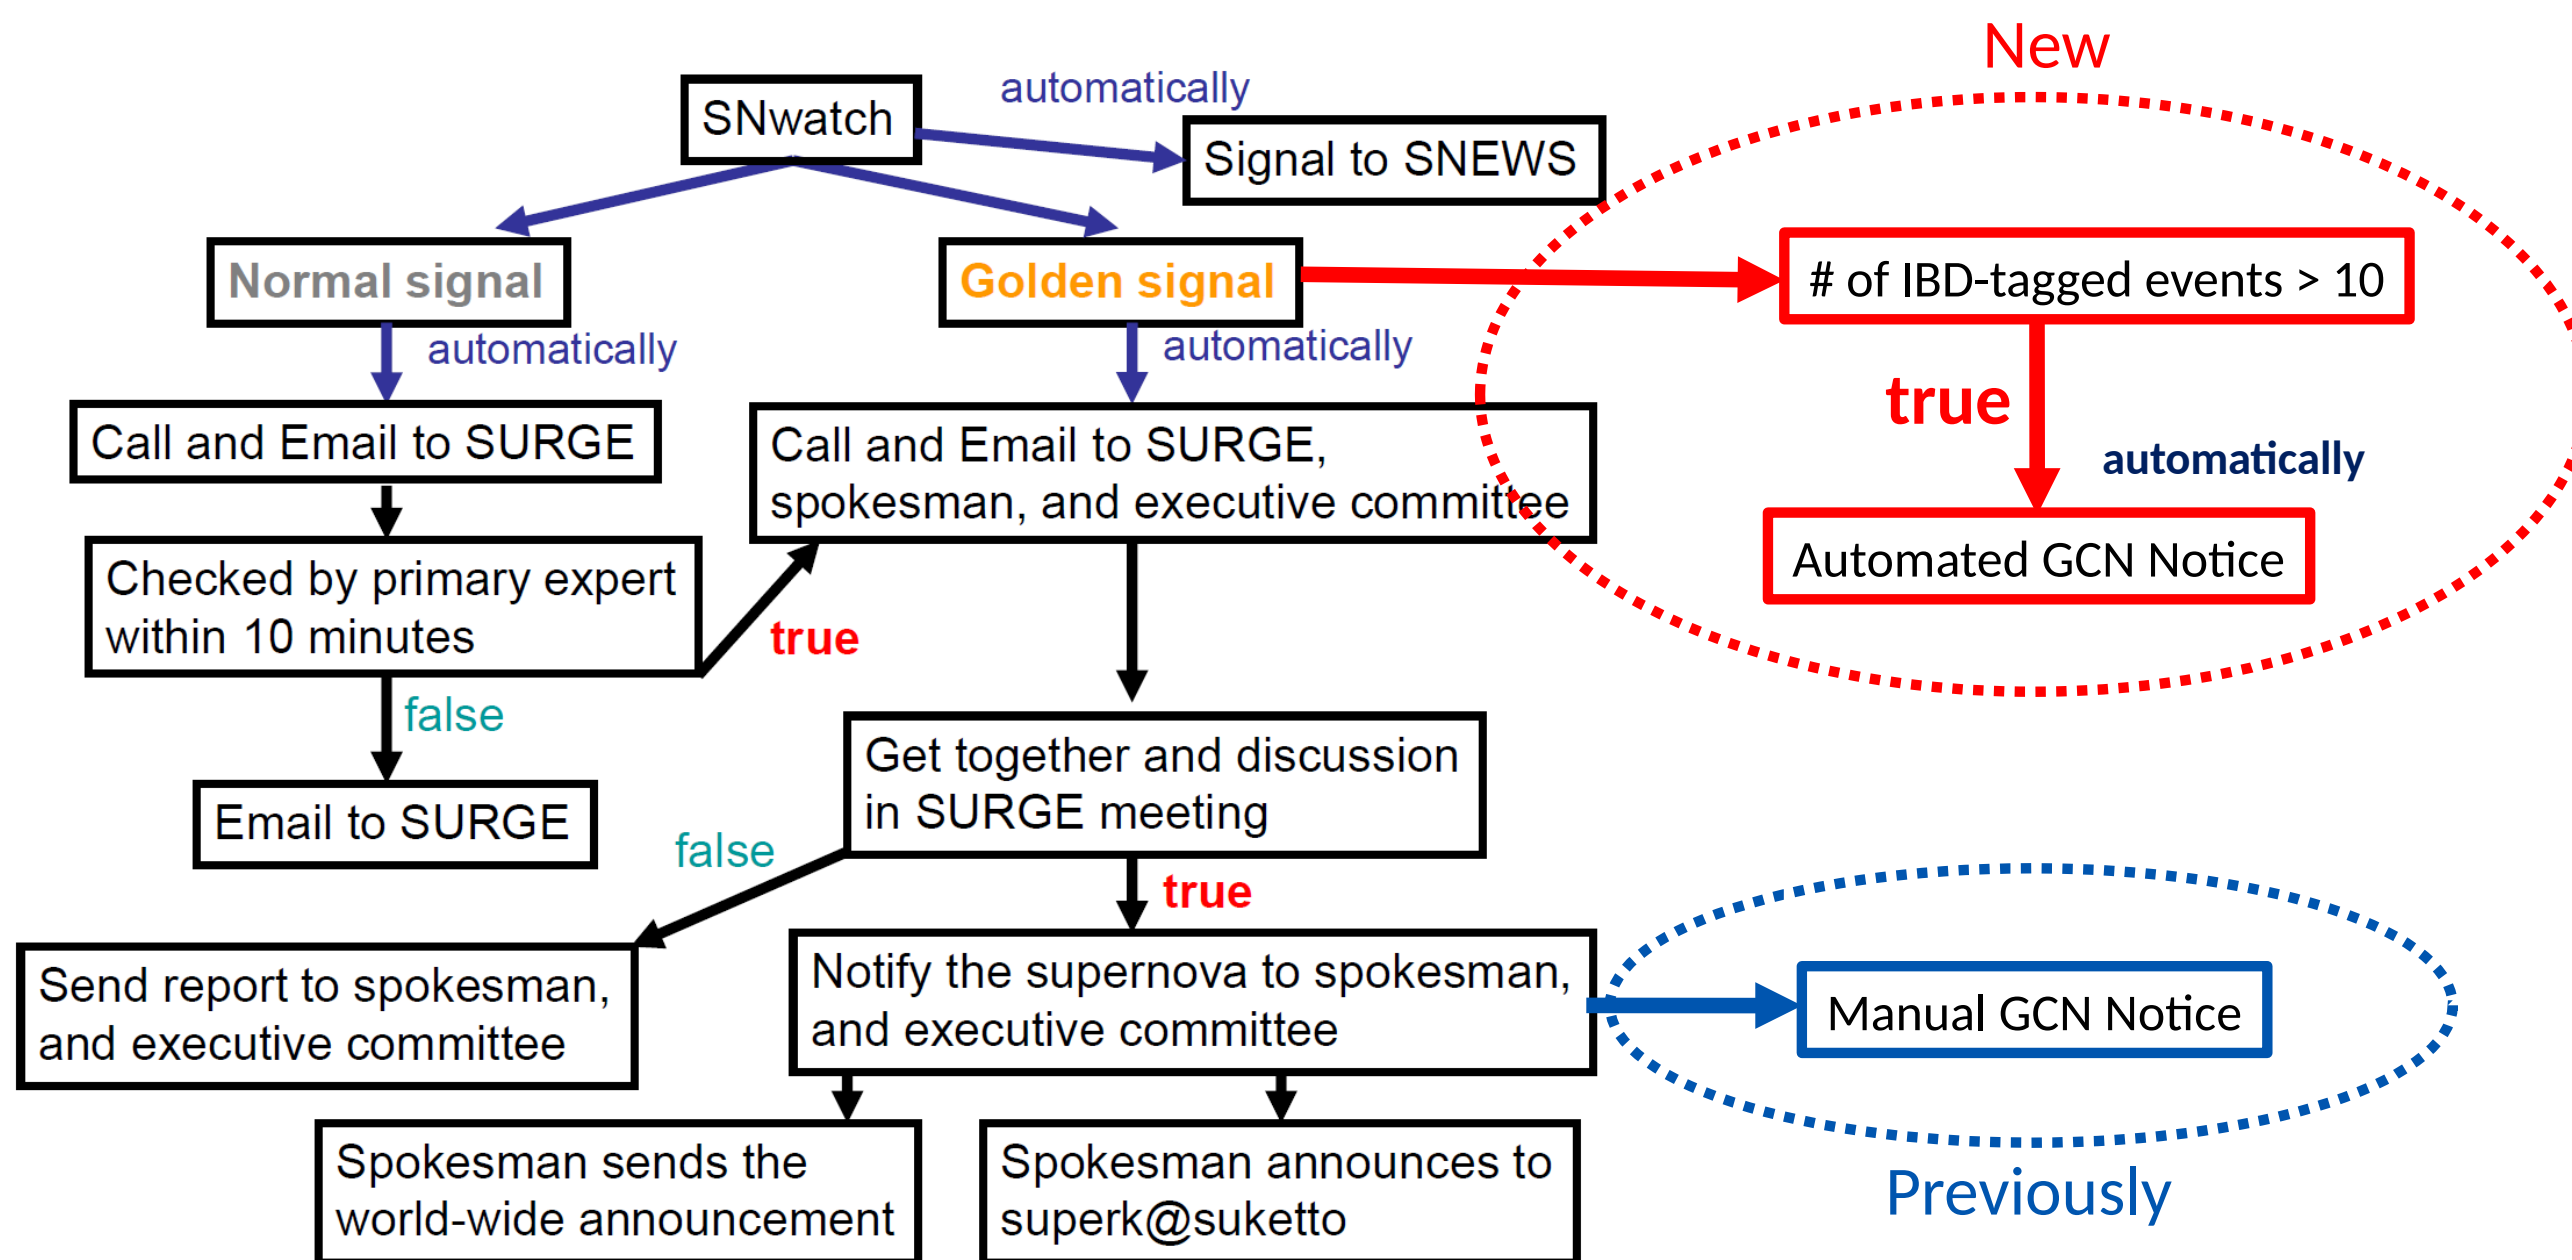 New
SNwatch
automatically
Signal to SNEWS
Normal signal
Golden signal
# of IBD-tagged events > 10
automatically
automatically
true
automatically
Call and Email to SURGE
Call and Email to SURGE,
spokesman, and executive committee
Checked by primary expert
within 10 minutes
true
Automated GCN Notice
false
Email to SURGE
Get together and discussion
in SURGE meeting
false
true
Send report to spokesman,
and executive committee
Notify the supernova to spokesman,
and executive committee
Manual GCN Notice
Previously
Spokesman sends the
world-wide announcement
Spokesman announces to
superk@suketto